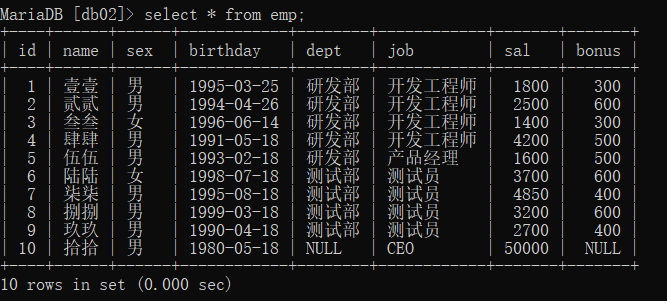 MariaDB [db02]> select * from emp;
+----+------+-----+------------+--------+------------+-------+-------+
| id | name | sex | birthday | dept | job | sal | bonus |
+----+------+-----+------------+--------+------------+-------+-------+
| 1 | 壹壹 | 男 | 1995-03-25 | 研发部 | 开发工程师 | 1800 | 300 |
| 2 | 贰贰 | 男 | 1994-04-26 | 研发部 | 开发工程师 | 2500 | 600 |
| 3 | 叁叁 | 女 | 1996-06-14 | 研发部 | 开发工程师 | 1400 | 300 |
| 4 | 肆肆 | 男 | 1991-05-18 | 研发部 | 开发工程师 | 4200 | 500 |
| 5 | 伍伍 | 男 | 1993-02-18 | 研发部 | 产品经理 | 1600 | 500 |
| 6 | 陆陆 | 女 | 1998-07-18 | 测试部 | 测试员 | 3700 | 600 |
| 7 | 柒柒 | 男 | 1995-08-18 | 测试部 | 测试员 | 4850 | 400 |
| 8 | 捌捌 | 男 | 1999-03-18 | 测试部 | 测试员 | 3200 | 600 |
| 9 | 玖玖 | 男 | 1990-04-18 | 测试部 | 测试员 | 2700 | 400 |
| 10 | 拾拾 | 男 | 1980-05-18 | NULL | CEO | 50000 | NULL |
+----+------+-----+------------+--------+------------+-------+-------+
10 rows in set (0.000 sec)